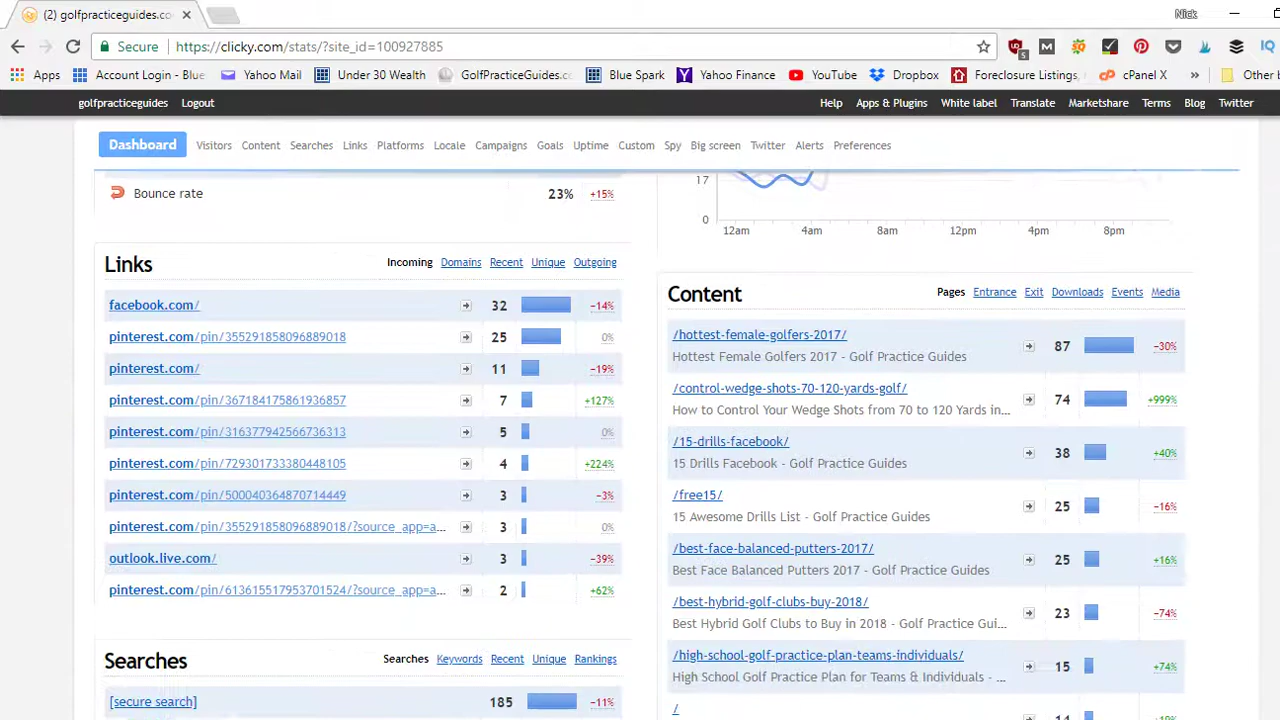 (2) golfpracticeguides.co
Nick
Secure
https://clicky.com/stats/?site_id=100927885
5
Apps
Account Login - Blue
Yahoo Mail
Under 30 Wealth
GolfPracticeGuides.cc
Blue Spark
Yahoo Finance
YouTube
Dropbox
Foreclosure Listings,
cPanel X
»
Other b
golfpracticeguides
Logout
Help
Apps & Plugins
White label
Translate
Marketshare
Terms
Blog
Twitter
Dashboard
Visitors
Content
Searches
Links
Platforms
Locale
Campaigns
Goals
Uptime
Custom
Spy
Big screen
Twitter
Alerts
Preferences
Bounce rate 23% +15%
17
0
12am 4am 8am 12pm 4pm 8pm
Links
Incoming Domains Recent Unique Outgoing
facebook.com/ 32 -14%
pinterest.com/pin/355291858096889018 25 0%
pinterest.com/ 11 -19%
pinterest.com/pin/367184175861936857 7 +127%
pinterest.com/pin/316377942566736313 5 0%
pinterest.com/pin/729301733380448105 4 +224%
pinterest.com/pin/500040364870714449 3 -3%
pinterest.com/pin/355291858096889018/?source_app=a... 3 0%
outlook.live.com/ 3 -39%
pinterest.com/pin/613615517953701524/?source_app=a... 2 +62%
Searches
Searches Keywords Recent Unique Rankings
[secure search] 185 -11%
Content
Pages Entrance Exit Downloads Events Media
/hottest-female-golfers-2017/
Hottest Female Golfers 2017 - Golf Practice Guides
87 -30%
/control-wedge-shots-70-120-yards-golf/
How to Control Your Wedge Shots from 70 to 120 Yards in...
74 +999%
/15-drills-facebook/
15 Drills Facebook - Golf Practice Guides
38 +40%
/free15/
15 Awesome Drills List - Golf Practice Guides
25 -16%
/best-face-balanced-putters-2017/
Best Face Balanced Putters 2017 - Golf Practice Guides
25 +16%
/best-hybrid-golf-clubs-buy-2018/
Best Hybrid Golf Clubs to Buy in 2018 - Golf Practice Gui...
23 -74%
/high-school-golf-practice-plan-teams-individuals/
High School Golf Practice Plan for Teams & Individuals - ...
15 +74%
/